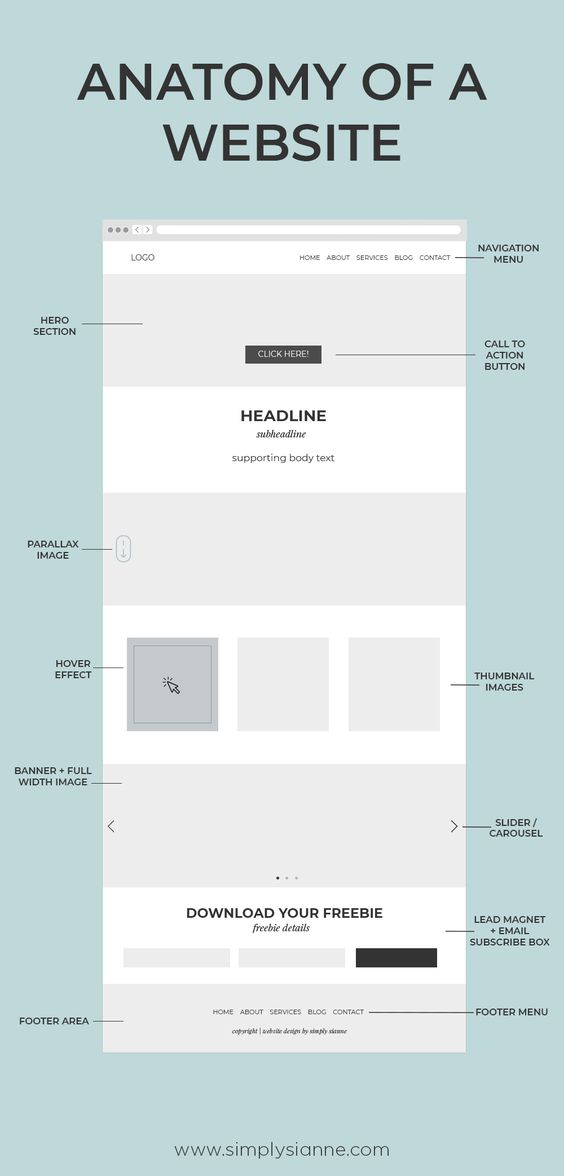 ANATOMY OF A
WEBSITE
LOGO
HOME ABOUT SERVICES BLOG CONTACT
NAVIGATION
MENU
HERO
SECTION
CLICK HERE!
CALL TO
ACTION
BUTTON
HEADLINE
subheadline
supporting body text
PARALLAX
IMAGE
HOVER
EFFECT
THUMBNAIL
IMAGES
BANNER + FULL
WIDTH IMAGE
SLIDER /
CAROUSEL
DOWNLOAD YOUR FREEBIE
freebie details
LEAD MAGNET
+ EMAIL
SUBSCRIBE BOX
HOME ABOUT SERVICES BLOG CONTACT
FOOTER MENU
FOOTER AREA
copyright | website design by simply sianne
www.simplysianne.com